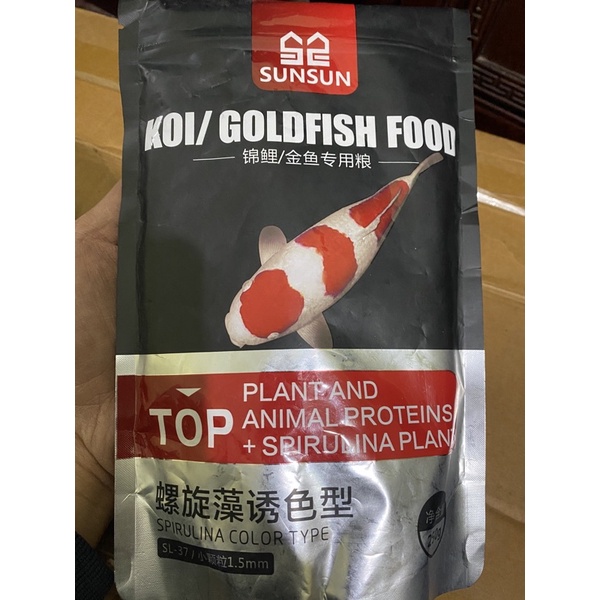 SUNSUN
KOI/ GOLDFISH FOOD
锦鲤/金鱼专用粮
TOP
PLANT AND
ANIMAL PROTEINS
+ SPIRULINA PLANT
螺旋藻诱色型
SPIRULINA COLOR TYPE
SL-37 / 小颗粒1.5mm